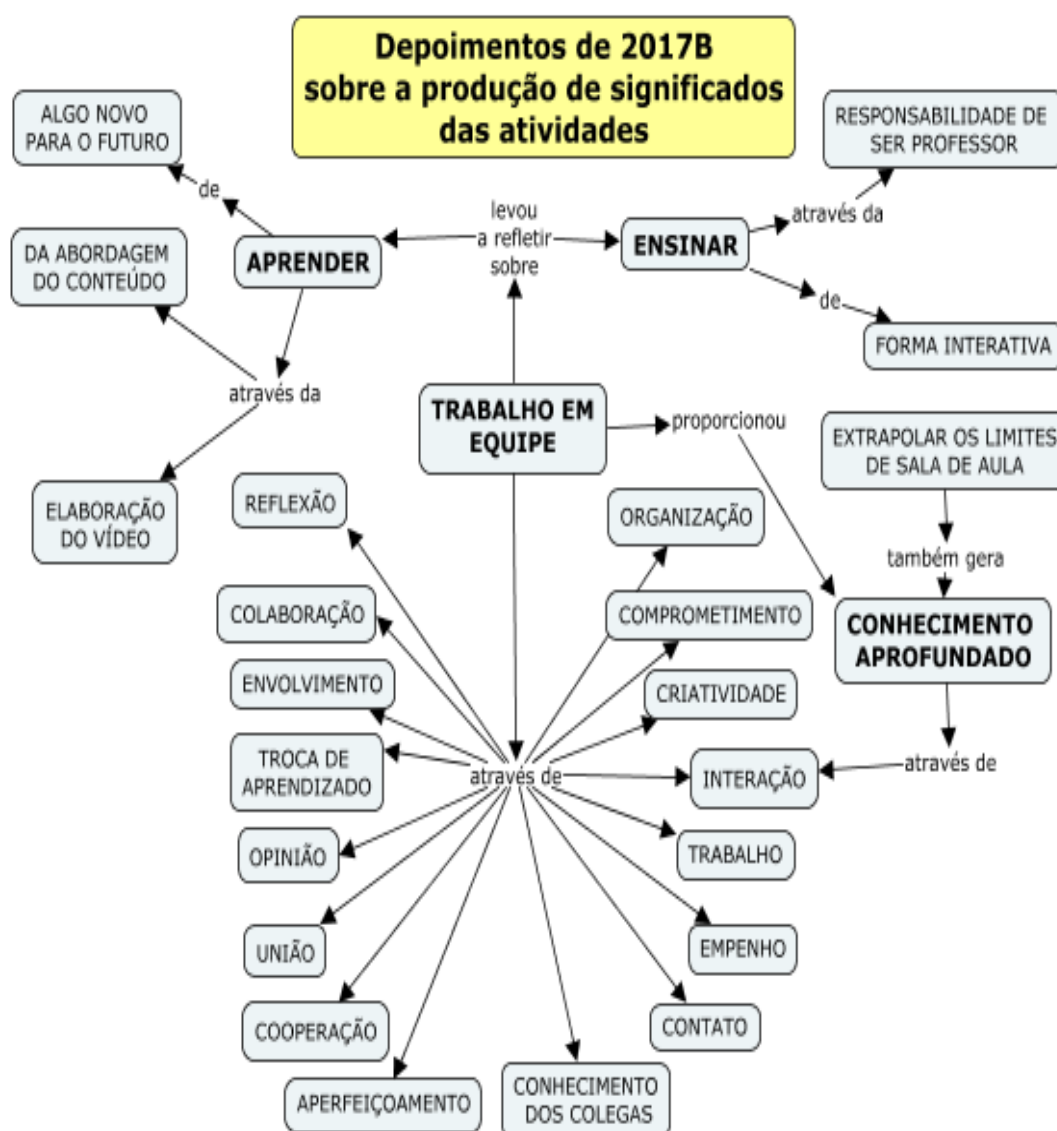 Depoimentos de 2017B
sobre a produção de significados
das atividades
ALGO NOVO
PARA O FUTURO
RESPONSABILIDADE DE
SER PROFESSOR
de
através da
levou
a refletir
sobre
DA ABORDAGEM
DO CONTEÚDO
APRENDER
ENSINAR
de
FORMA INTERATIVA
através da
TRABALHO EM
EQUIPE
proporcionou
EXTRAPOLAR OS LIMITES
DE SALA DE AULA
ELABORAÇÃO
DO VÍDEO
REFLEXÃO
ORGANIZAÇÃO
também gera
COLABORAÇÃO
COMPROMETIMENTO
CONHECIMENTO
APROFUNDADO
ENVOLVIMENTO
CRIATIVIDADE
TROCA DE
APRENDIZADO
através de
INTERAÇÃO
através de
OPINIÃO
TRABALHO
UNIÃO
EMPENHO
COOPERAÇÃO
CONTATO
APERFEIÇOAMENTO
CONHECIMENTO
DOS COLEGAS